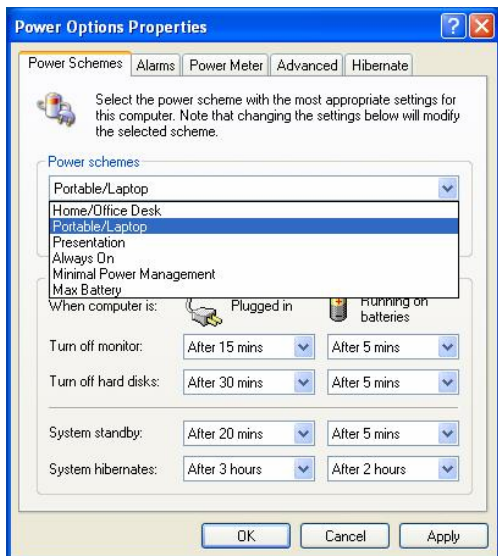 Power Options Properties
Power Schemes Alarms Power Meter Advanced Hibernate
Select the power scheme with the most appropriate settings for
this computer. Note that changing the settings below will modify
the selected scheme.
Power schemes
Portable/Laptop
Home/Office Desk
Portable/Laptop
Presentation
Always On
Minimal Power Management
Max Battery
When computer is: Plugged in Running on
batteries
Turn off monitor: After 15 mins After 5 mins
Turn off hard disks: After 30 mins After 5 mins
System standby: After 20 mins After 5 mins
System hibernates: After 3 hours After 2 hours
OK Cancel Apply